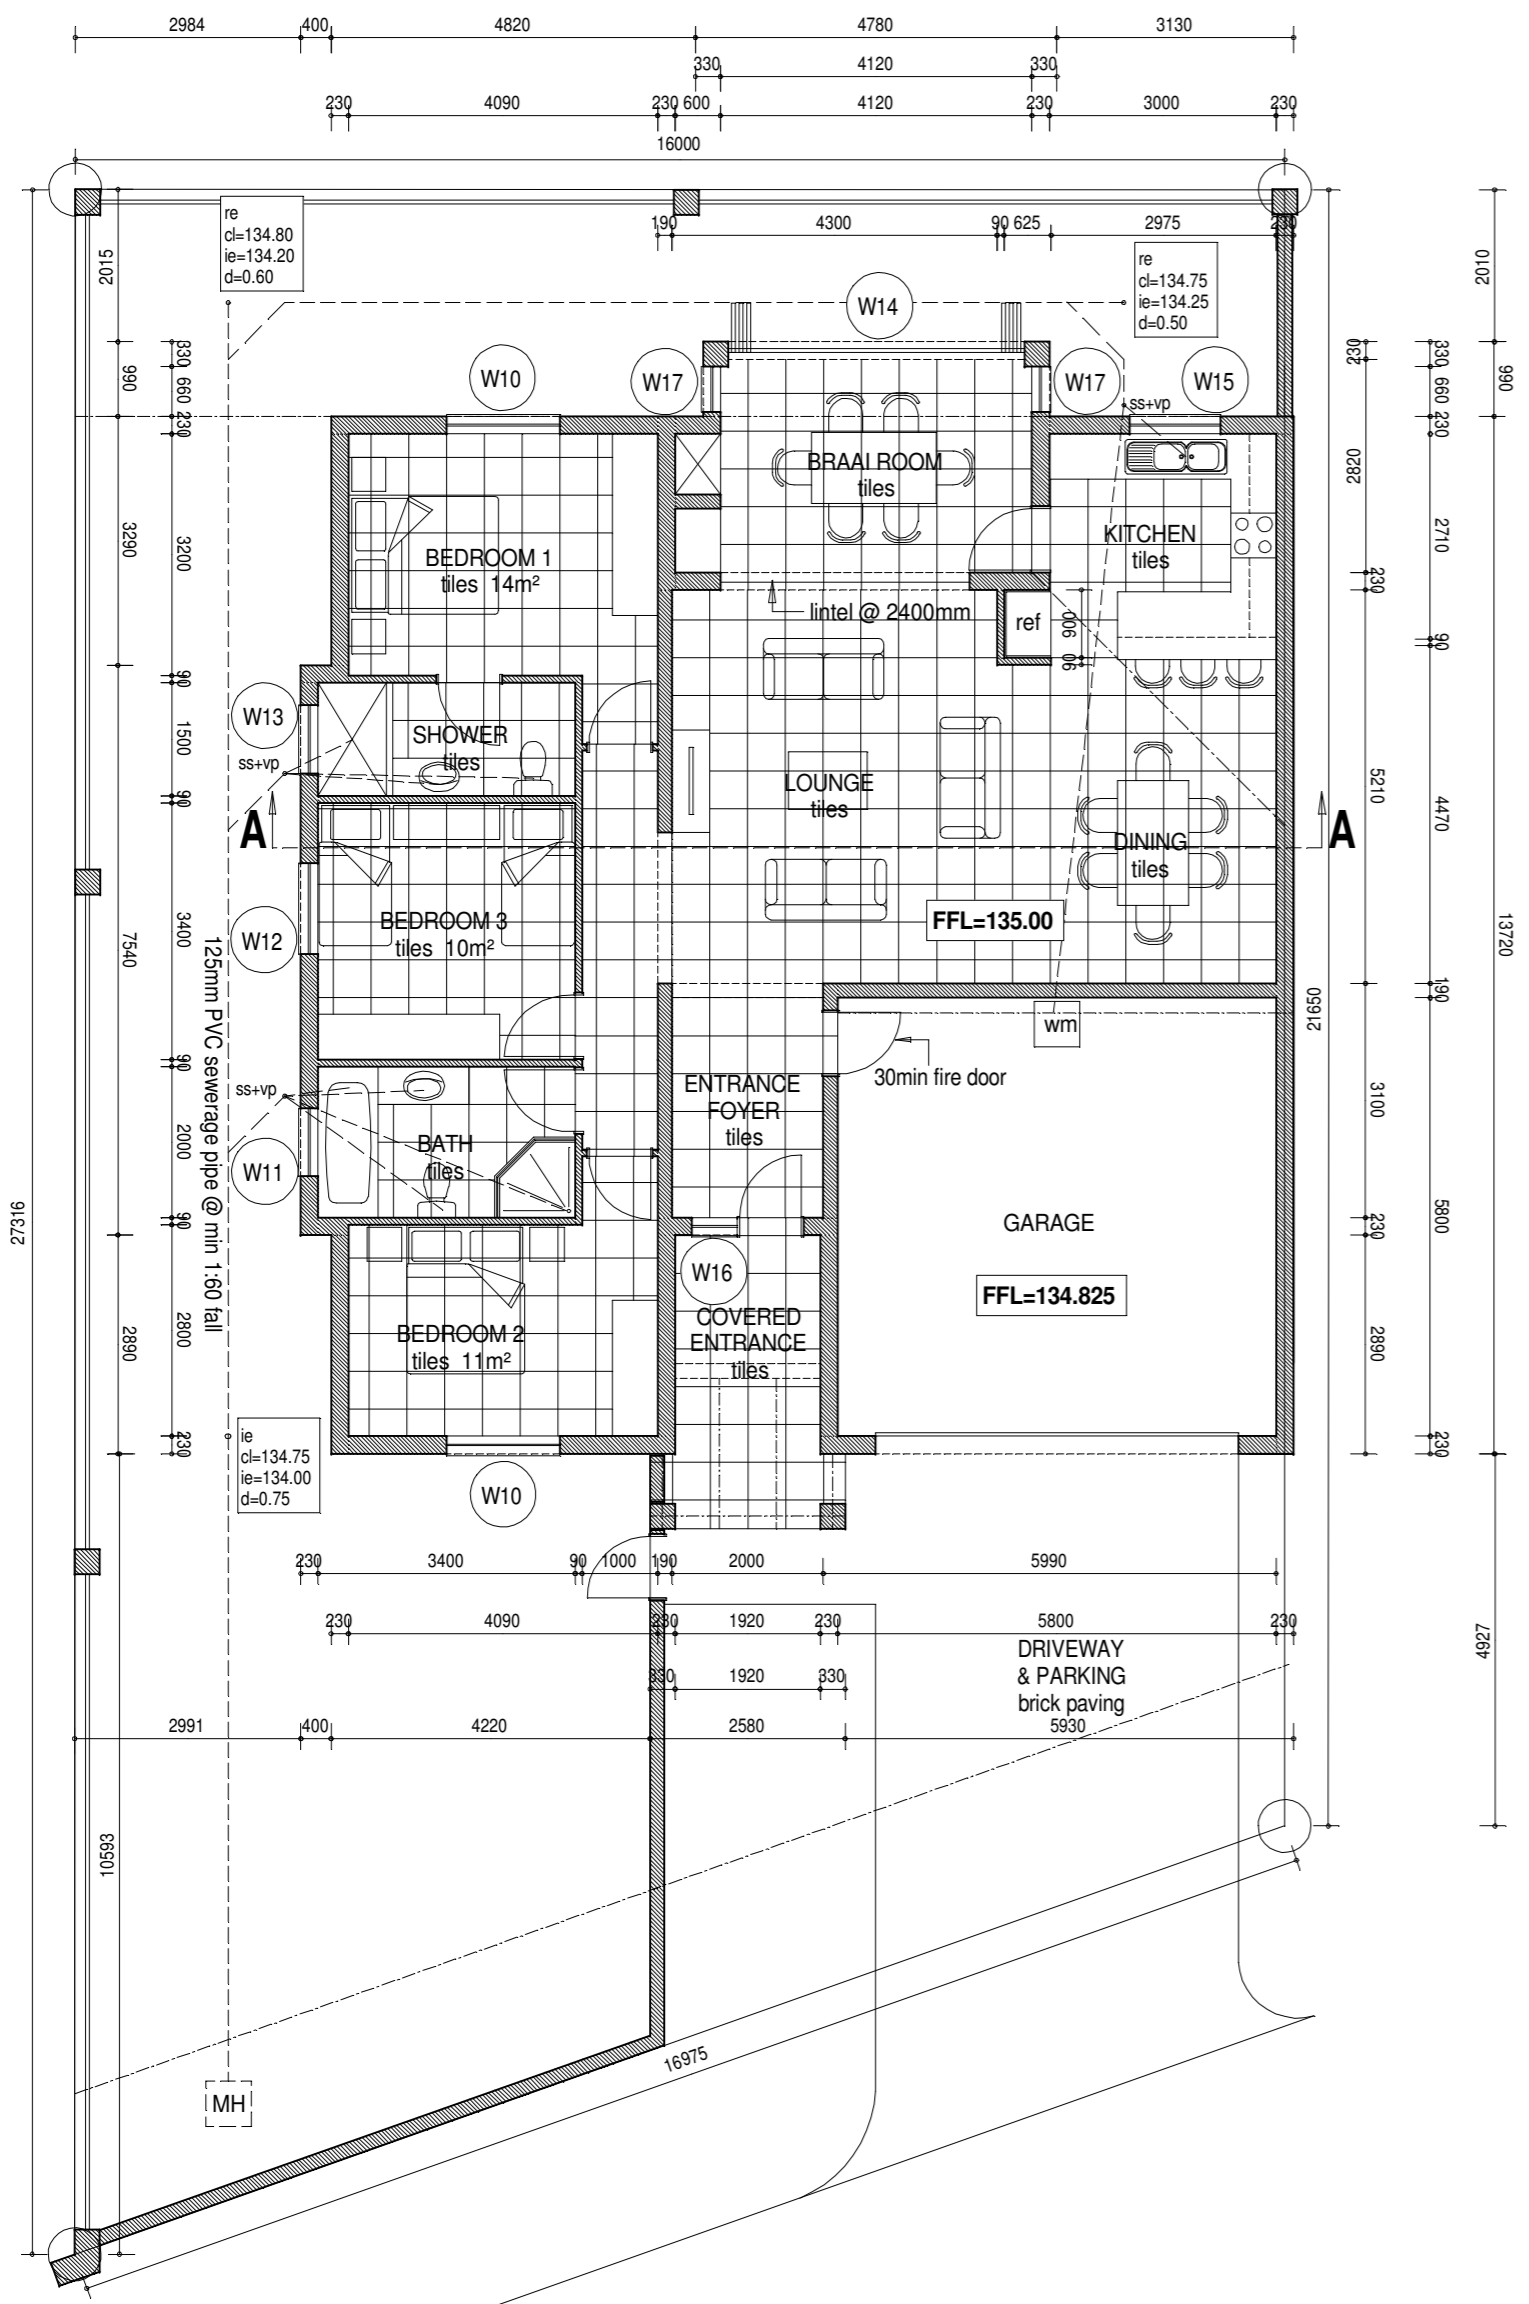 2984 400 4820 4780 3130
330 4120 330
230 4090 230 600 4120 230 3000 230
16000
190 4300 90 625 2975 230
re
cl=134.80
ie=134.20
d=0.60
re
cl=134.75
ie=134.25
d=0.50
W14
W10
W17
W17
W15
ss+vp
BRAAI ROOM
tiles
KITCHEN
tiles
BEDROOM 1
tiles 14m²
lintel @ 2400mm
ref
900
90
W13
SHOWER
tiles
ss+vp
A
A
LOUNGE
tiles
DINING
tiles
W12
BEDROOM 3
tiles 10m²
FFL=135.00
wm
30min fire door
ENTRANCE
FOYER
tiles
ss+vp
W11
BATH
tiles
125mm PVC sewerage pipe @ min 1:60 fall
GARAGE
FFL=134.825
W16
COVERED
ENTRANCE
tiles
BEDROOM 2
tiles 11m²
ie
cl=134.75
ie=134.00
d=0.75
W10
230 3400 90 1000 190 2000 5990
230 4090 230 1920 230 5800 230
DRIVEWAY
& PARKING
brick paving
330 1920 330
2991 400 4220 2580 5930
16975
MH
27316
2015 990 3290 7540 2890 10593
330 660 230 3200 90 1500 90 3400 90 2000 90 2800 230
21950
230 2820 230 5210 3100 230 2890
330 660 230 2710 90 4470 190 5800 230
2010 990 13720 4927